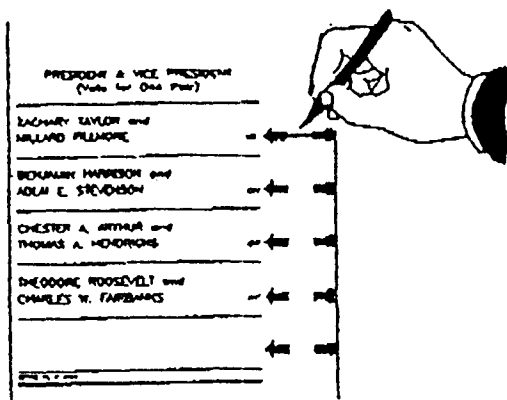 PRESIDENT & VICE PRESIDENT
(Vote for One Pair)
ZACHARY TAYLOR and
MILLARD FILLMORE
BENJAMIN HARRISON and
ADLAI E. STEVENSON
CHESTER A. ARTHUR and
THOMAS A. HENDRICKS
THEODORE ROOSEVELT and
CHARLES W. FAIRBANKS